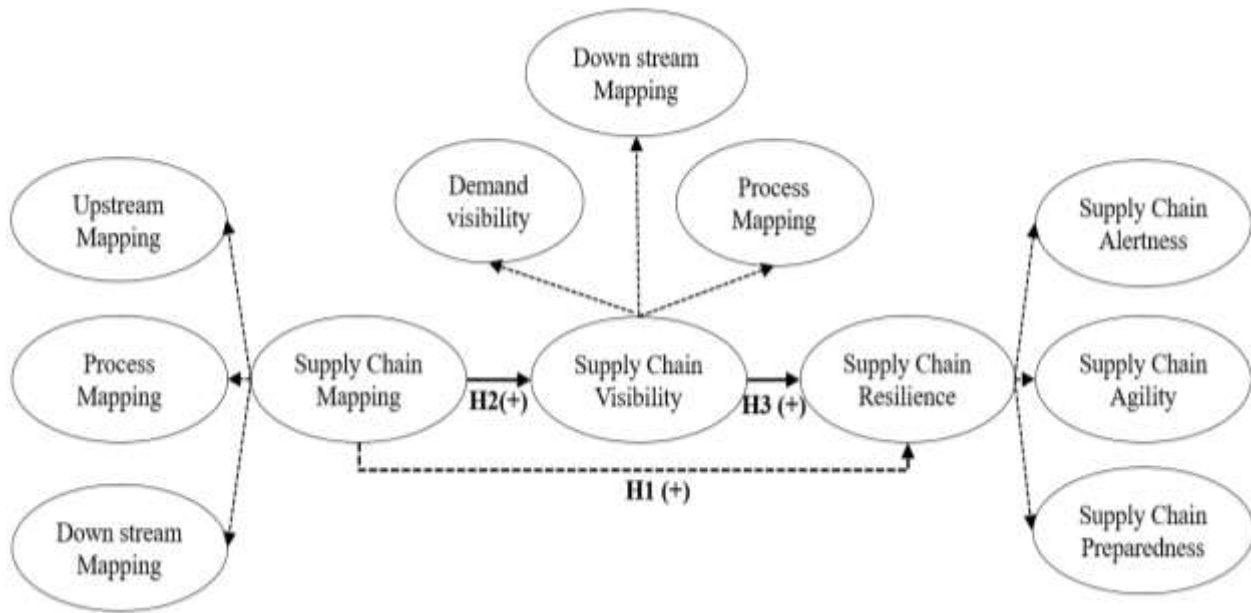 Down stream
Mapping
Demand
visibility
Process
Mapping
Upstream
Mapping
Supply Chain
Alertness
Process
Mapping
Supply Chain
Mapping
H2(+)
Supply Chain
Visibility
H3 (+)
Supply Chain
Resilience
Supply Chain
Agility
H1 (+)
Down stream
Mapping
Supply Chain
Preparedness